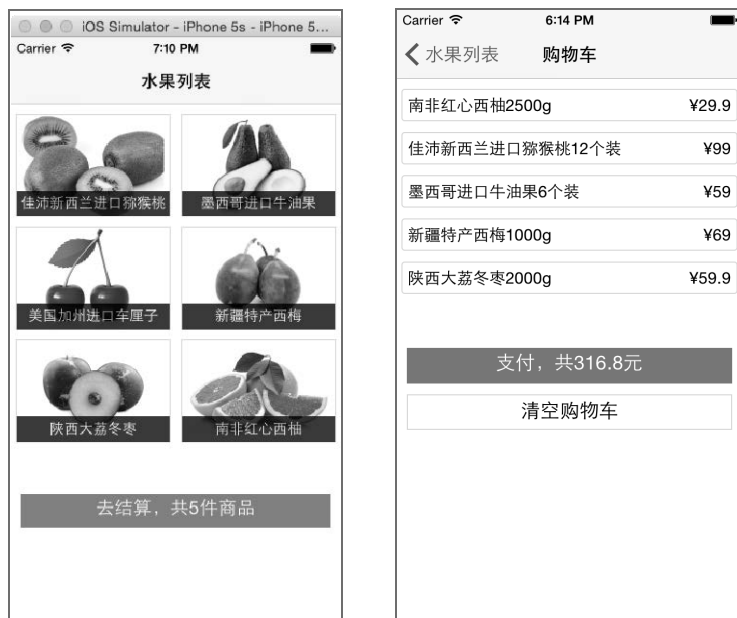 iOS Simulator - iPhone 5s - iPhone 5...
Carrier 7:10 PM
水果列表
佳沛新西兰进口猕猴桃 墨西哥进口牛油果
美国加州进口车厘子 新疆特产西梅
陕西大荔冬枣 南非红心西柚
去结算，共5件商品
Carrier 6:14 PM
水果列表 购物车
南非红心西柚2500g ¥29.9
佳沛新西兰进口猕猴桃12个装 ¥99
墨西哥进口牛油果6个装 ¥59
新疆特产西梅1000g ¥69
陕西大荔冬枣2000g ¥59.9
支付，共316.8元
清空购物车